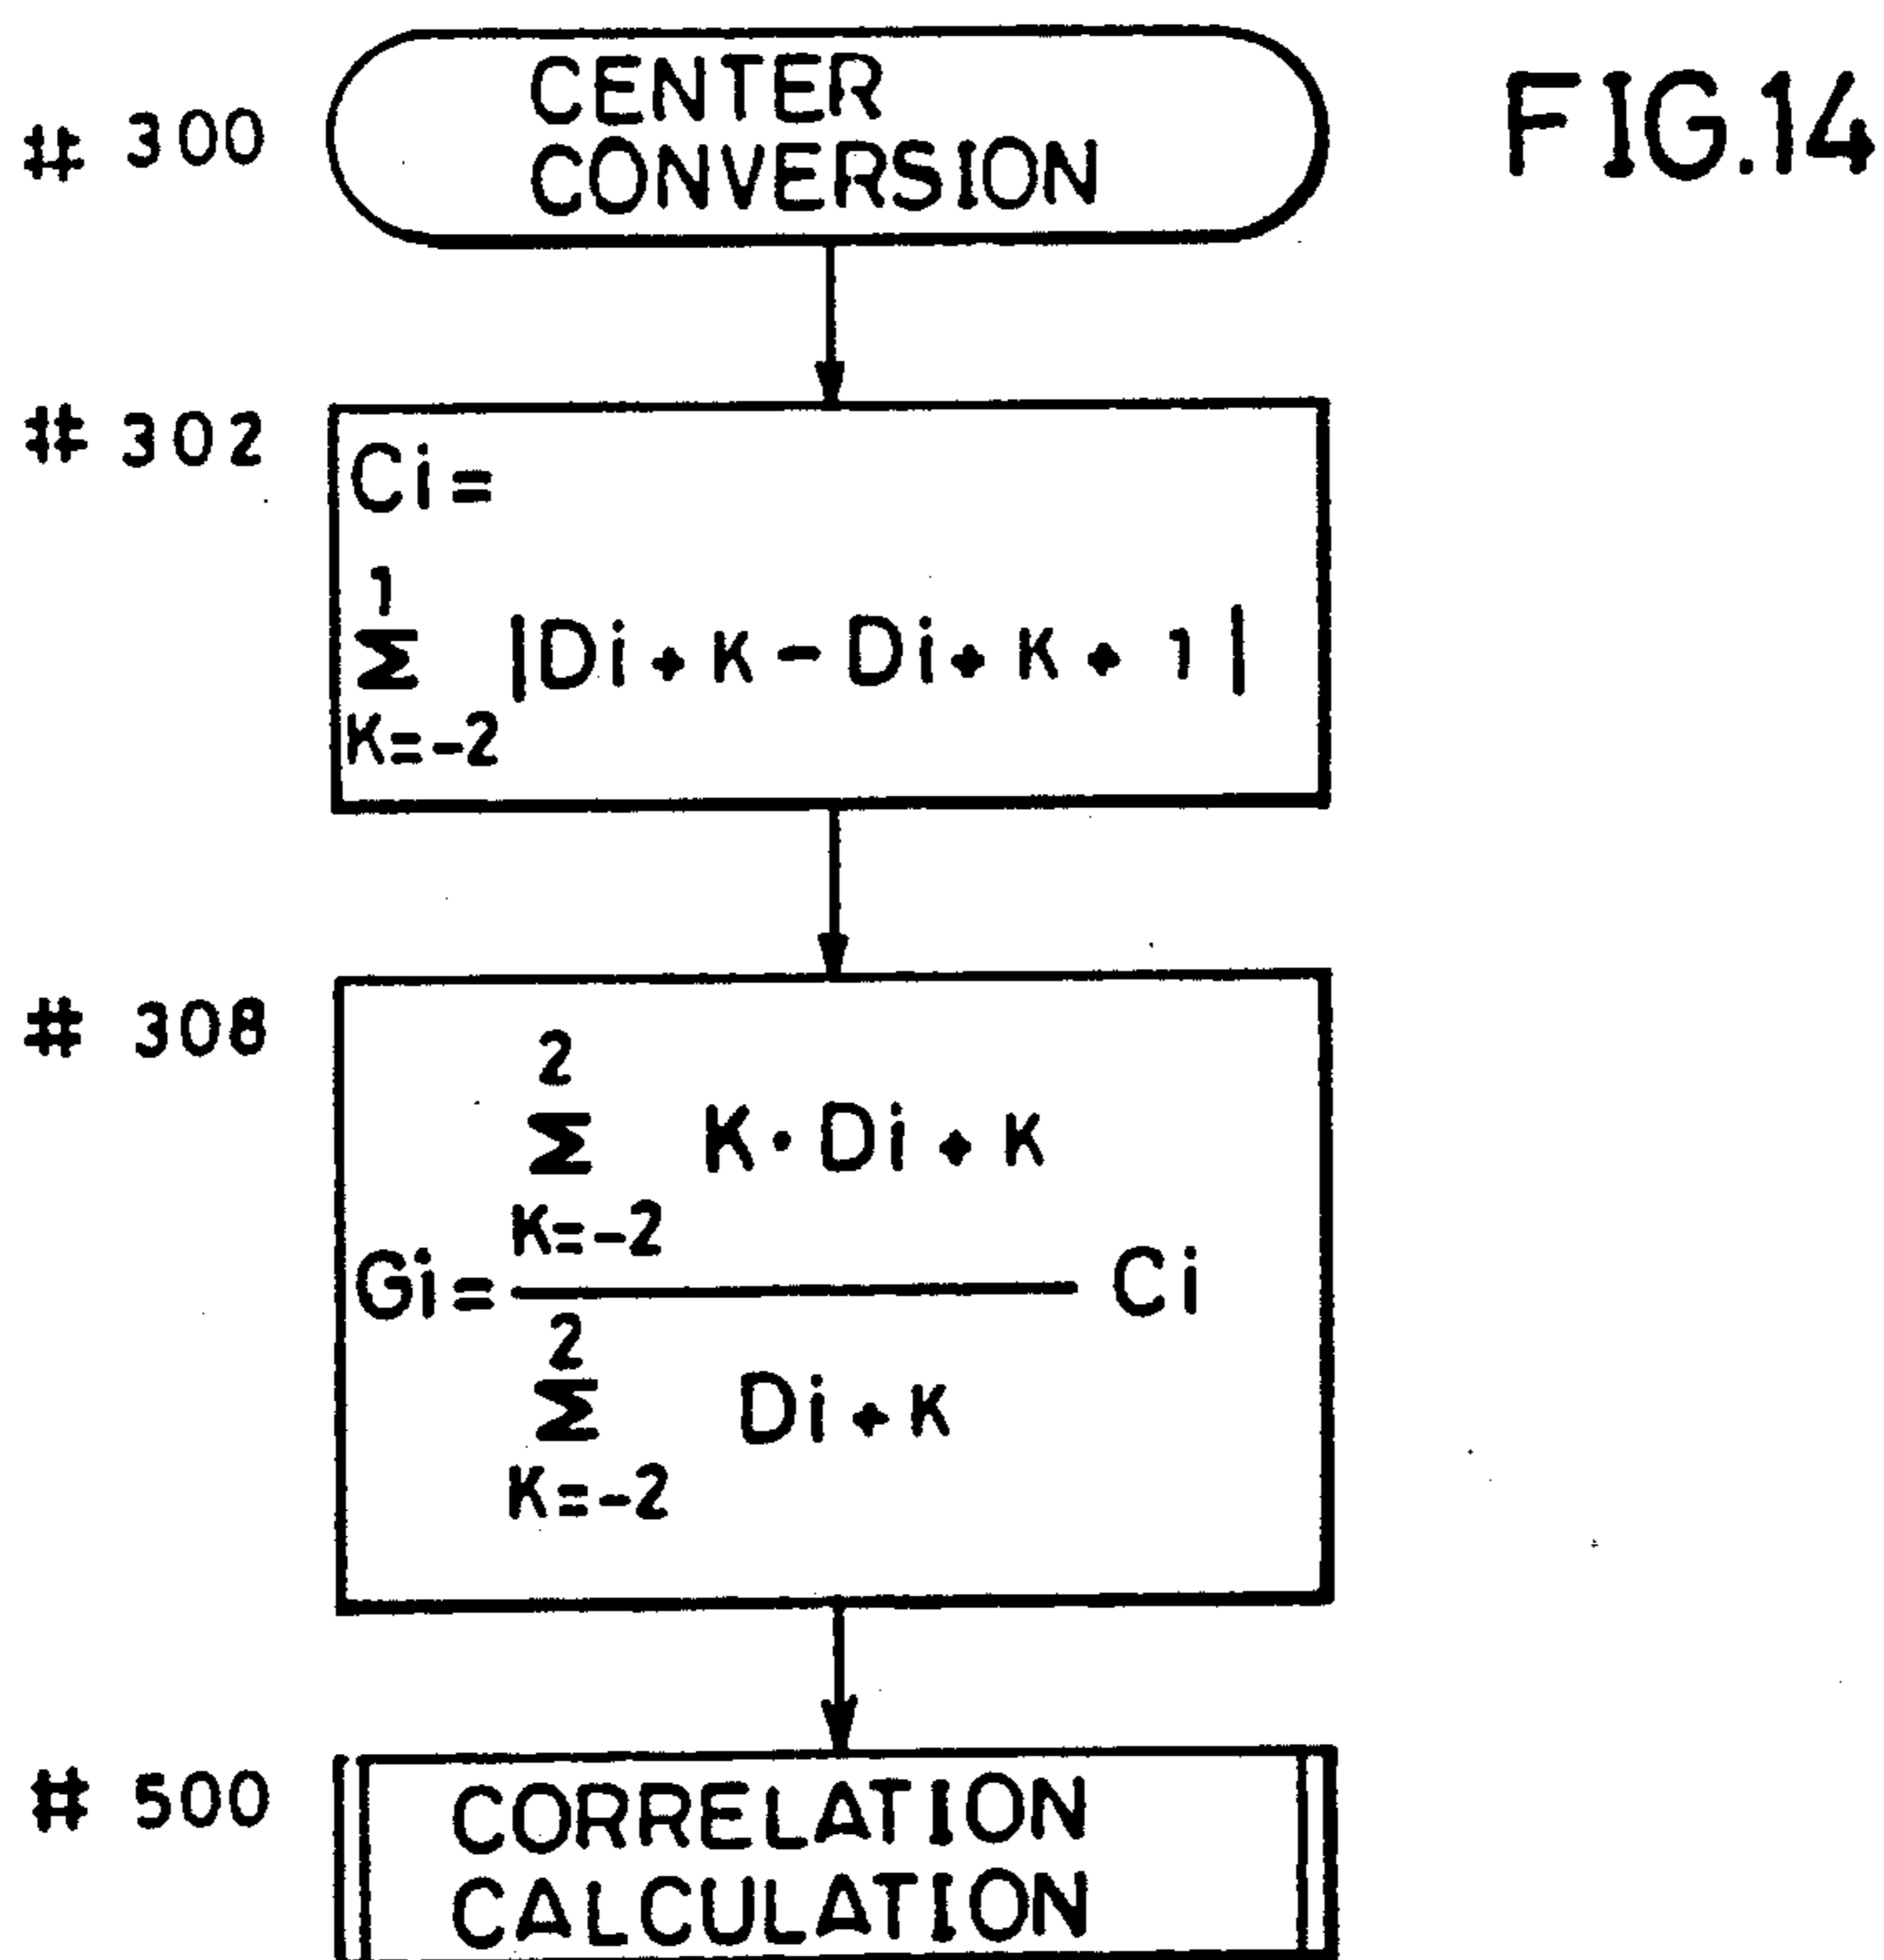 FIG.14
# 300
CENTER
CONVERSION
# 302
Ci=
1
Σ |Di+K-Di+K+1|
K=-2
# 308
2
Σ K·Di+K
K=-2
Gi= Ci
2
Σ Di+K
K=-2
# 500
CORRELATION
CALCULATION